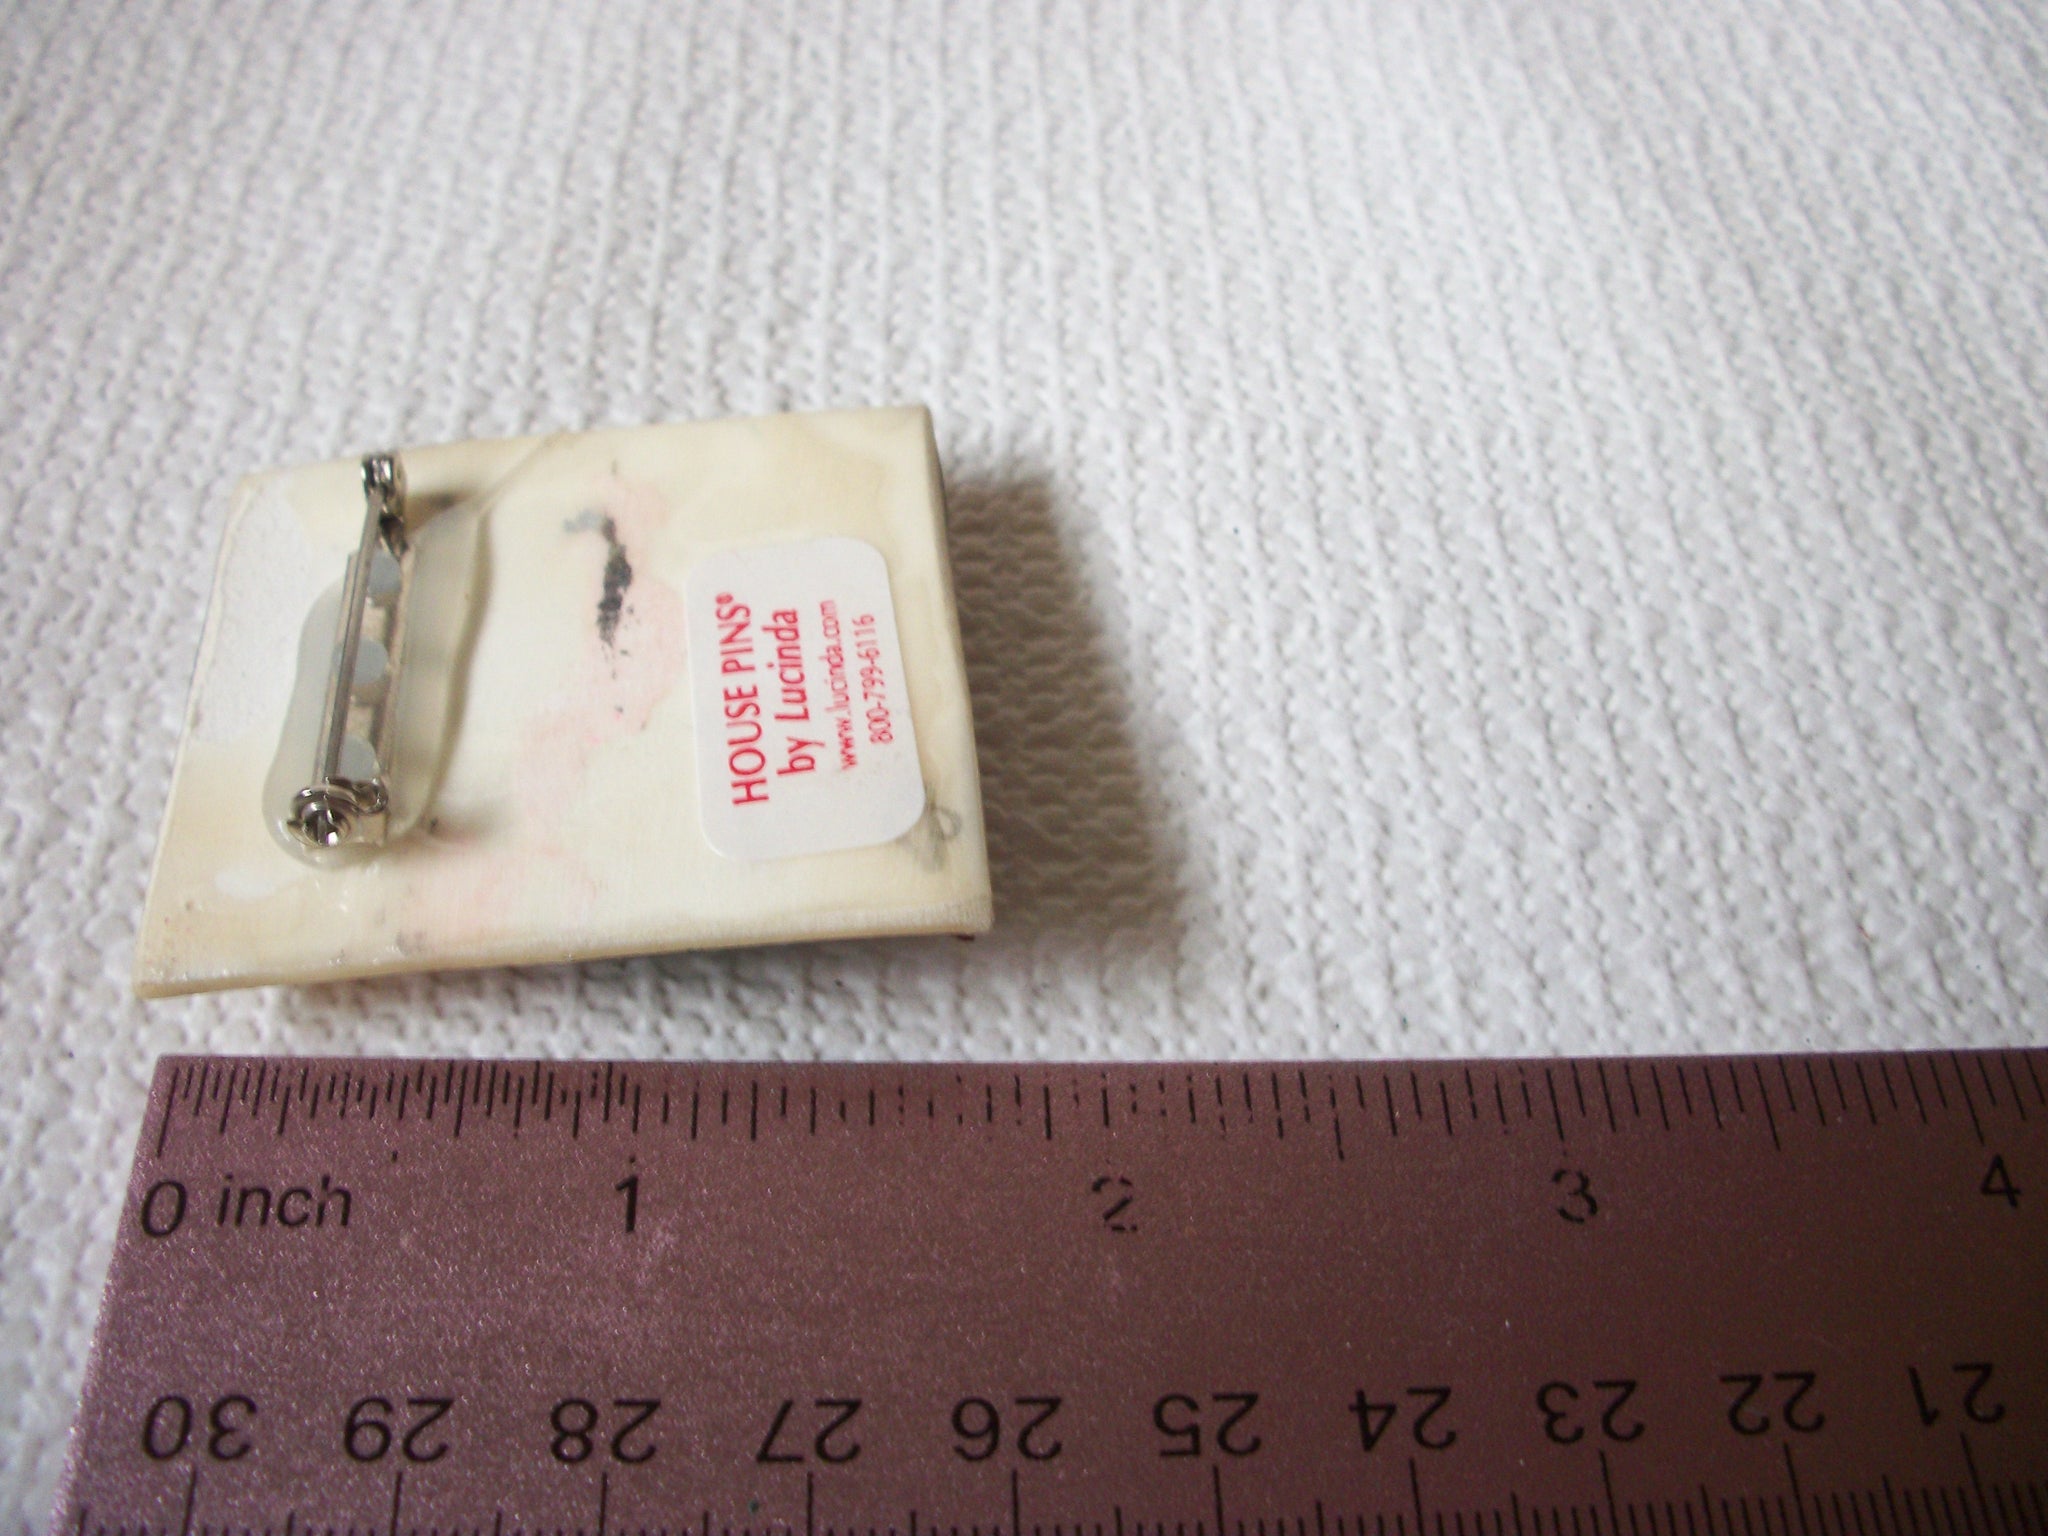 HOUSE PINS®
by Lucinda
www.lucinda.com
800-799-6116
0 inch 1 2 3 4
30 29 28 27 26 25 24 23 22 21